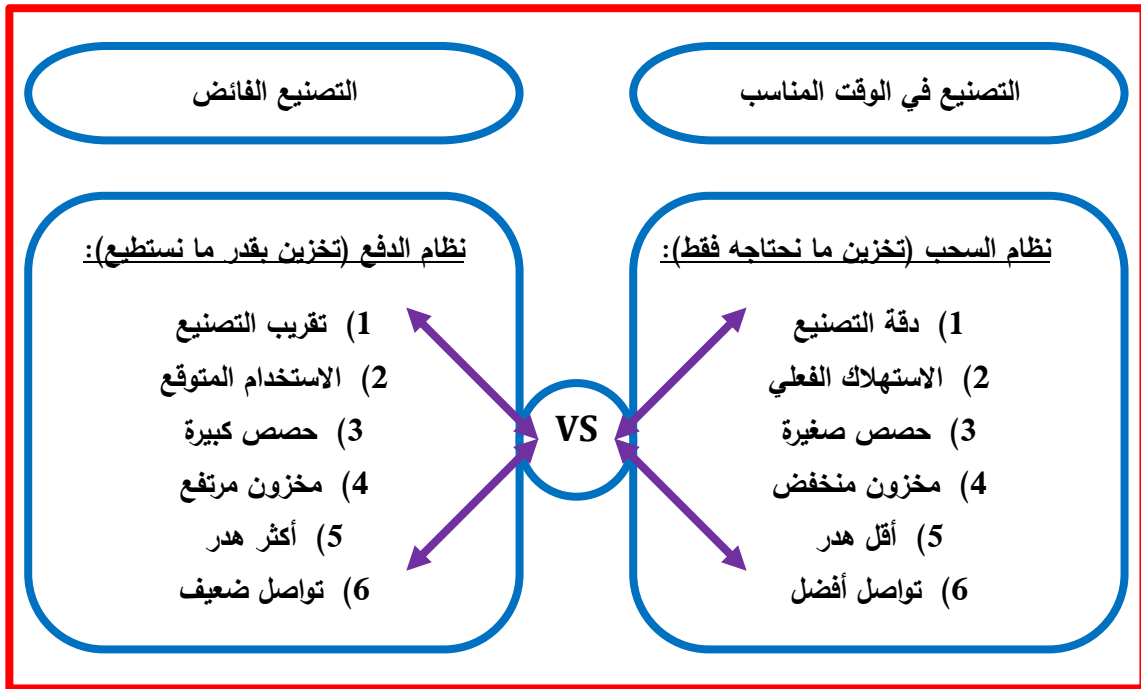 التصنيع في الوقت المناسب
التصنيع الفائض
نظام السحب (تخزين ما نحتاجه فقط):
1) دقة التصنيع
2) الاستهلاك الفعلي
3) حصص صغيرة
4) مخزون منخفض
5) أقل هدر
6) تواصل أفضل
VS
نظام الدفع (تخزين بقدر ما نستطيع):
1) تقريب التصنيع
2) الاستخدام المتوقع
3) حصص كبيرة
4) مخزون مرتفع
5) أكثر هدر
6) تواصل ضعيف